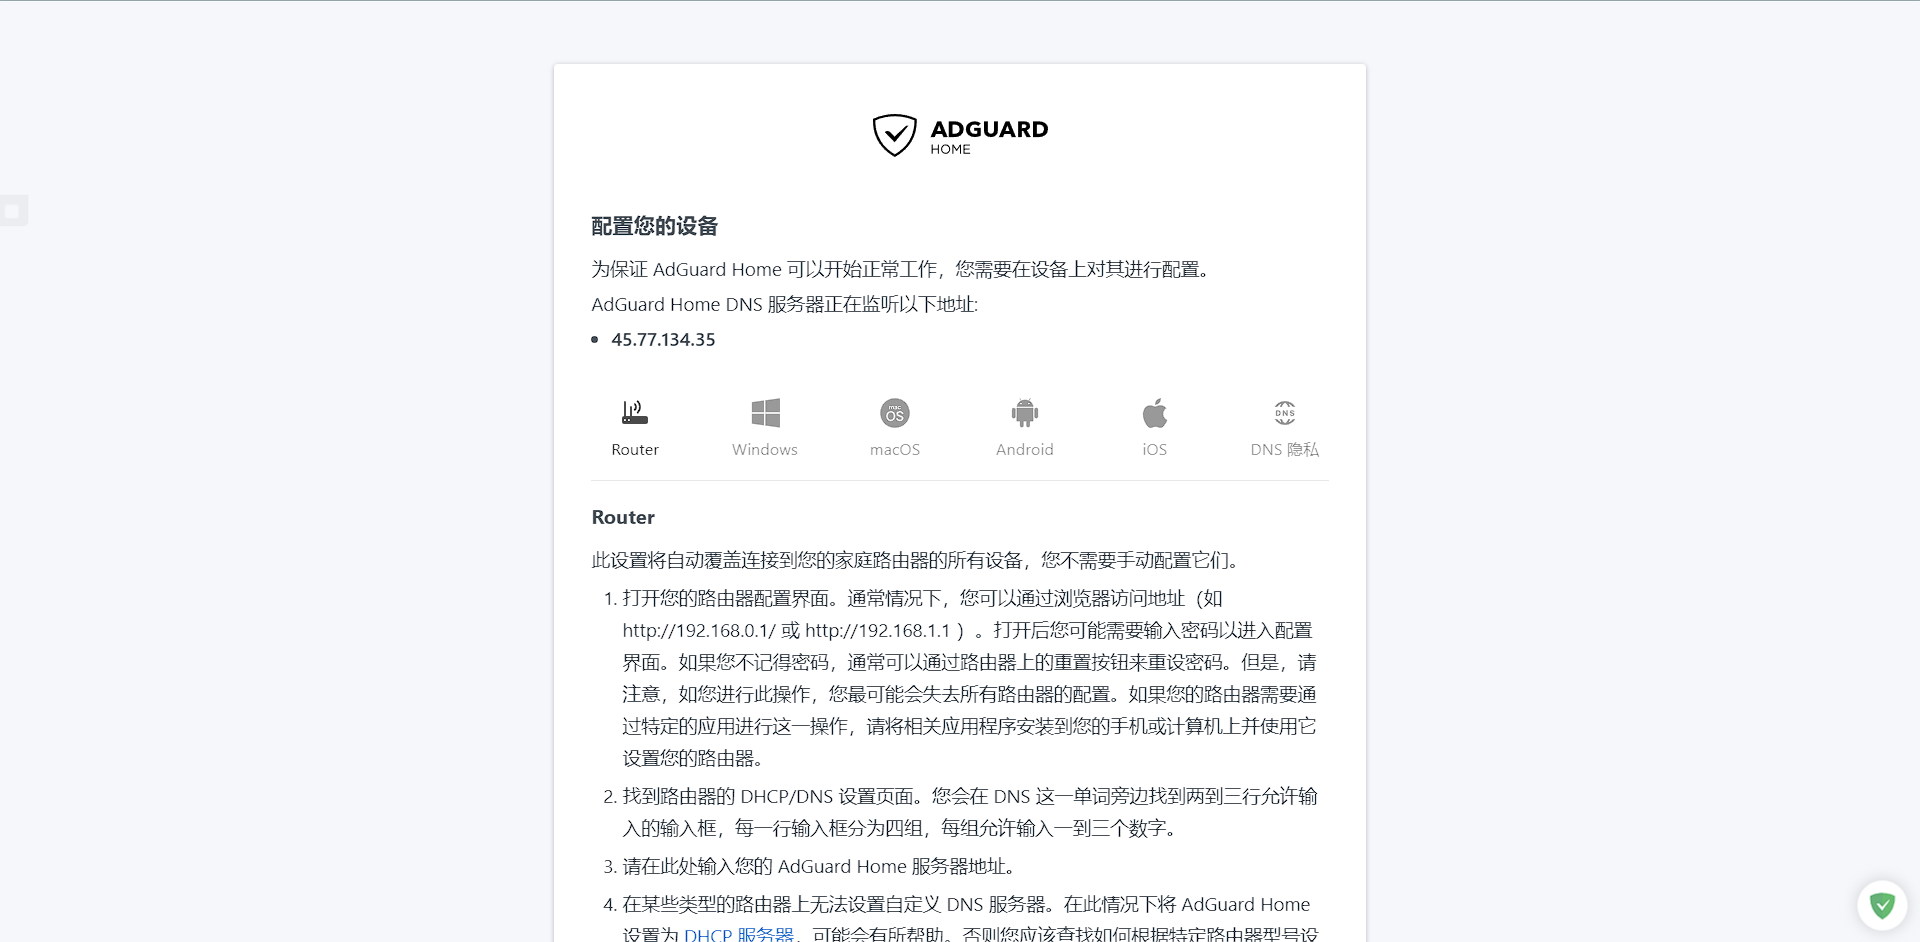 ADGUARD
HOME
配置您的设备
为保证 AdGuard Home 可以开始正常工作，您需要在设备上对其进行配置。
AdGuard Home DNS 服务器正在监听以下地址:
45.77.134.35
mac
OS
DNS
Router
Windows
macOS
Android
iOS
DNS 隐私
Router
此设置将自动覆盖连接到您的家庭路由器的所有设备，您不需要手动配置它们。
1. 打开您的路由器配置界面。通常情况下，您可以通过浏览器访问地址（如
http://192.168.0.1/ 或 http://192.168.1.1 ）。打开后您可能需要输入密码以进入配置
界面。如果您不记得密码，通常可以通过路由器上的重置按钮来重设密码。但是，请
注意，如您进行此操作，您最可能会失去所有路由器的配置。如果您的路由器需要通
过特定的应用进行这一操作，请将相关应用程序安装到您的手机或计算机上并使用它
设置您的路由器。
2. 找到路由器的 DHCP/DNS 设置页面。您会在 DNS 这一单词旁边找到两到三行允许输
入的输入框，每一行输入框分为四组，每组允许输入一到三个数字。
3. 请在此处输入您的 AdGuard Home 服务器地址。
4. 在某些类型的路由器上无法设置自定义 DNS 服务器。在此情况下将 AdGuard Home
设置为 DHCP 服务器，可能会有所帮助。否则您应该查找如何根据特定路由器型号设